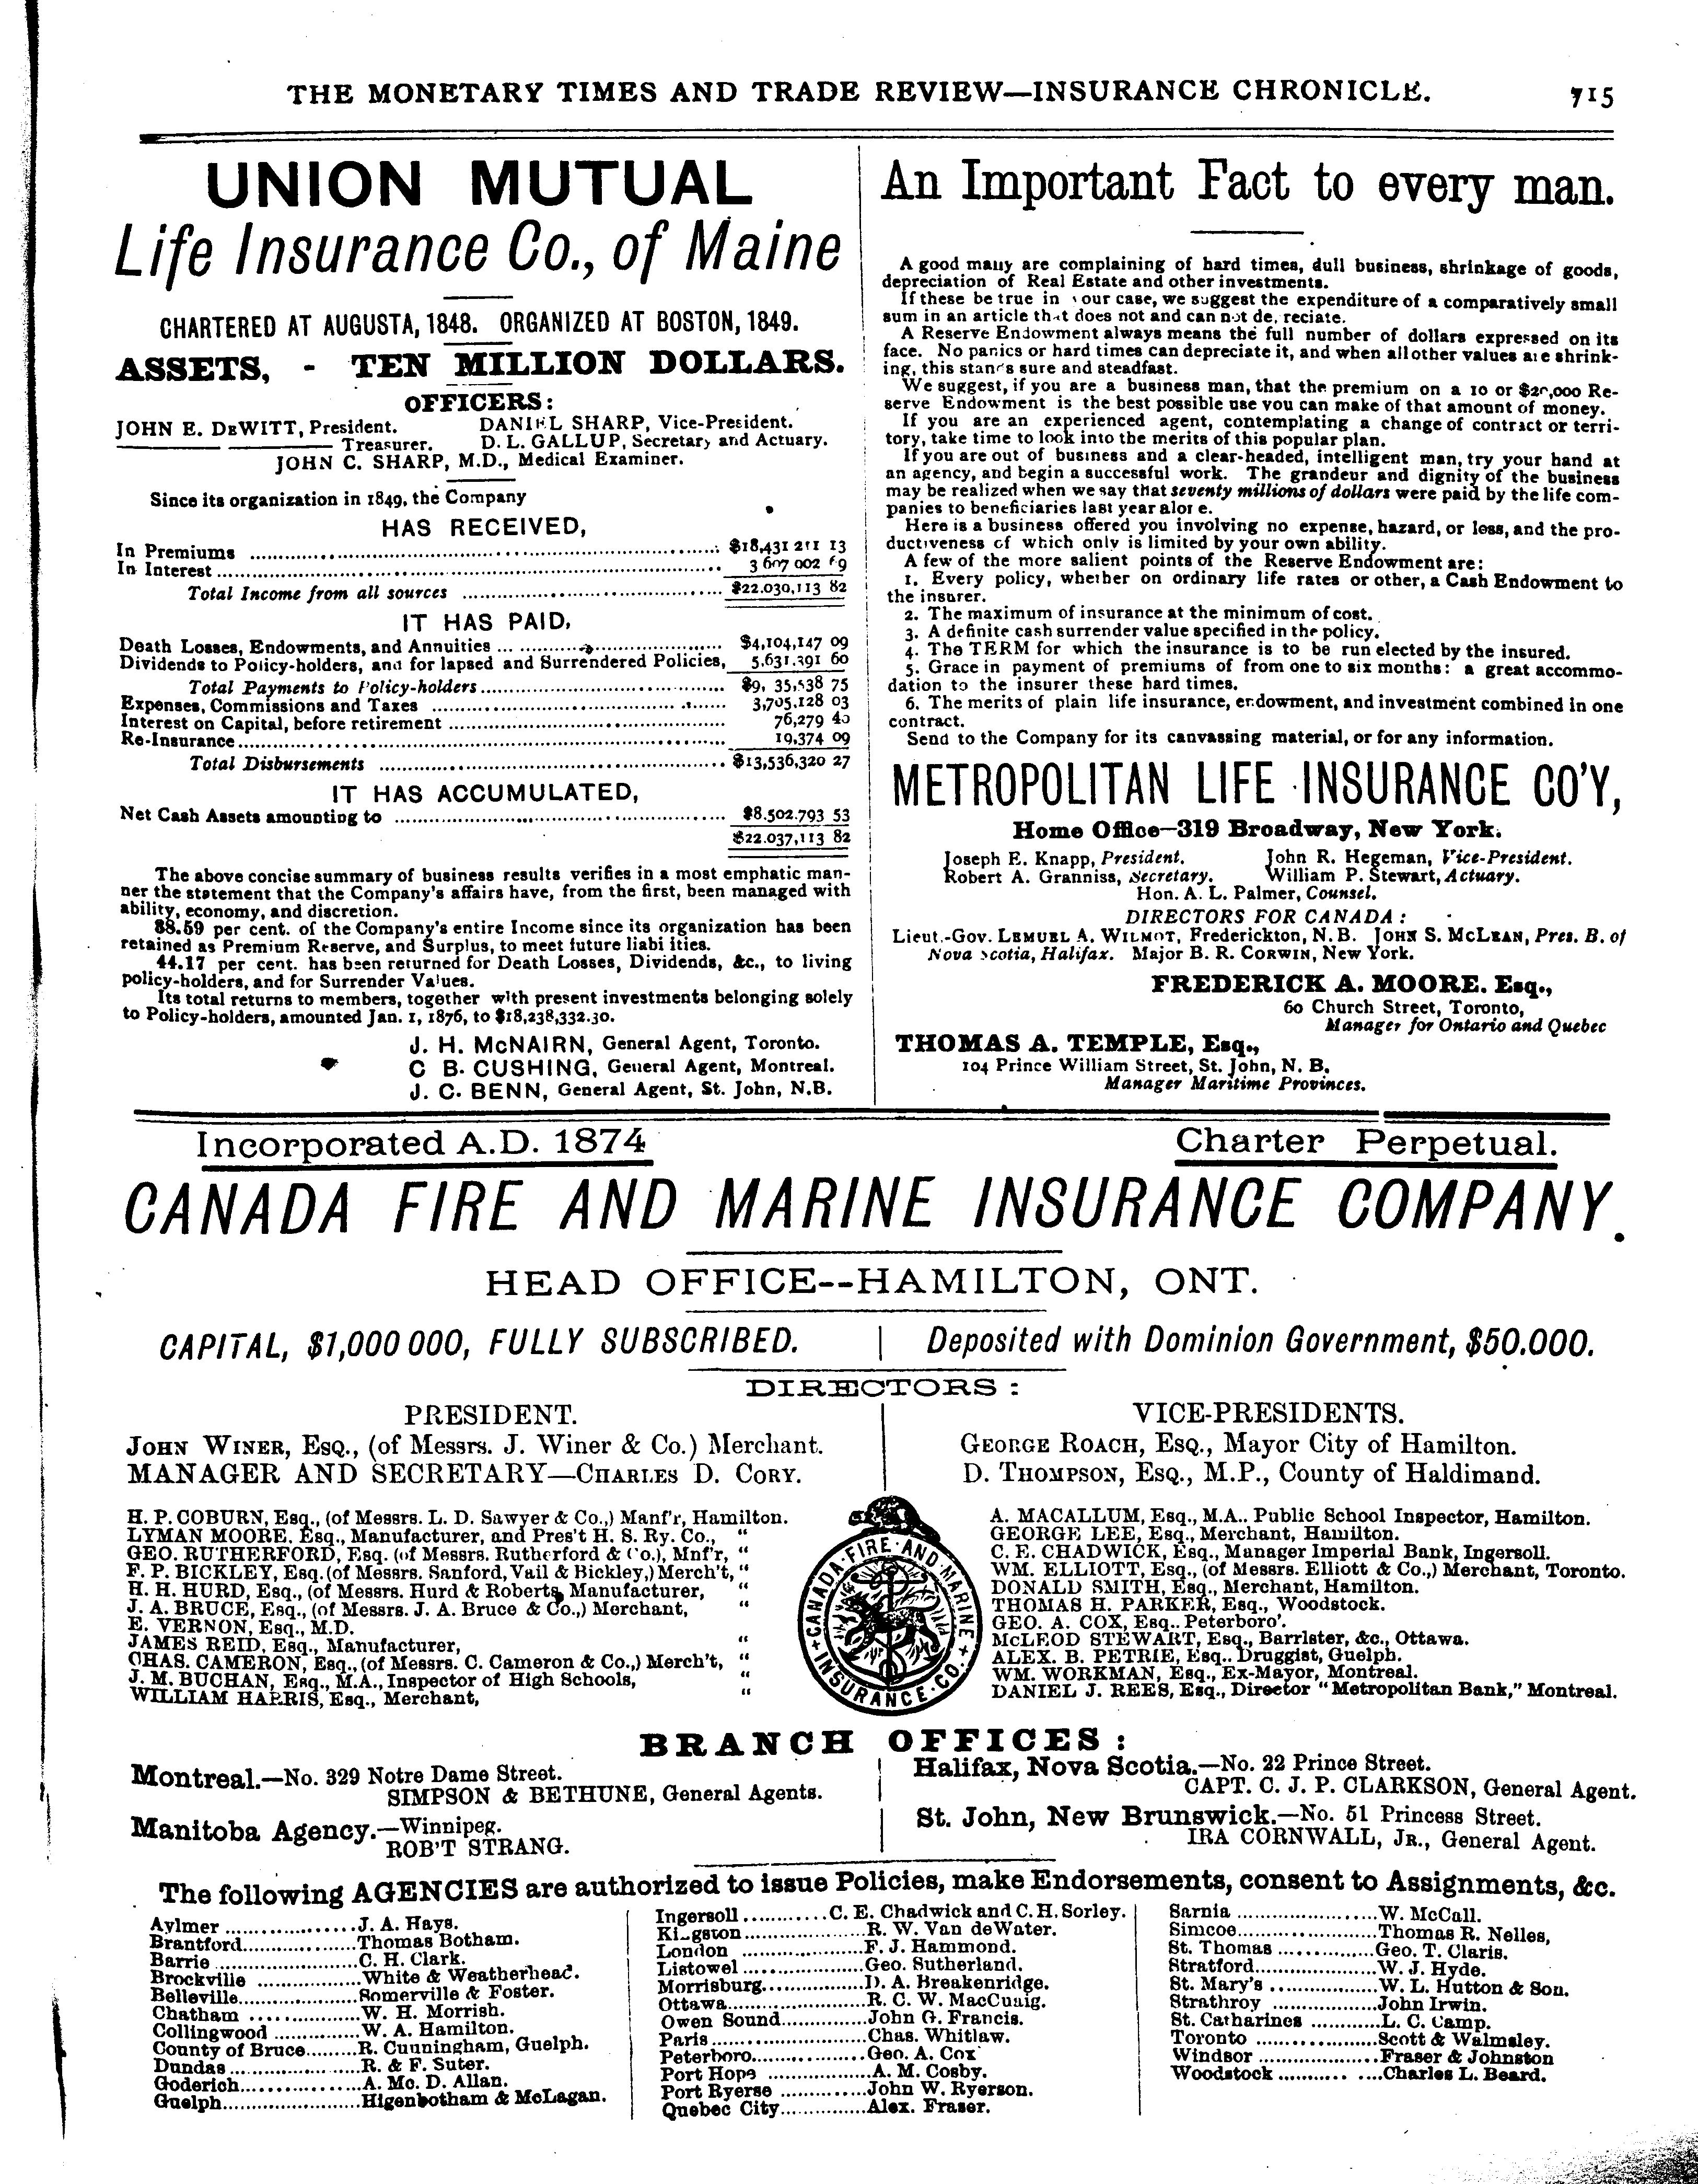 THE MONETARY TIMES AND TRADE REVIEW—INSURANCE CHRONICLE. 715
UNION MUTUAL
Life Insurance Co., of Maine
CHARTERED AT AUGUSTA, 1848. ORGANIZED AT BOSTON, 1849.
ASSETS, - TEN MILLION DOLLARS.
OFFICERS:
JOHN E. DEWITT, President. DANIEL SHARP, Vice-President.
Treasurer. D. L. GALLUP, Secretary and Actuary.
JOHN C. SHARP, M.D., Medical Examiner.
Since its organization in 1849, the Company
HAS RECEIVED,
In Premiums $18,431 211 13
In Interest 3 607 002 69
Total Income from all sources $22.030,113 82
IT HAS PAID,
Death Losses, Endowments, and Annuities $4,104,147 09
Dividends to Policy-holders, and for lapsed and Surrendered Policies, 5.631.391 60
Total Payments to Policy-holders $9, 35,538 75
Expenses, Commissions and Taxes 3,705,128 03
Interest on Capital, before retirement 76,279 40
Re-Insurance 19,374 09
Total Disbursements $13,536,320 27
IT HAS ACCUMULATED,
Net Cash Assets amounting to $8.502.793 53
$22.037,113 82
The above concise summary of business results verifies in a most emphatic man-
ner the statement that the Company's affairs have, from the first, been managed with
ability, economy, and discretion.
88.59 per cent. of the Company's entire Income since its organization has been
retained as Premium Reserve, and Surplus, to meet future liabi ities.
44.17 per cent. has been returned for Death Losses, Dividends, &c., to living
policy-holders, and for Surrender Values.
Its total returns to members, together with present investments belonging solely
to Policy-holders, amounted Jan. 1, 1876, to $18,238,332.30.
J. H. McNAIRN, General Agent, Toronto.
C B. CUSHING, General Agent, Montreal.
J. C. BENN, General Agent, St. John, N.B.
An Important Fact to every man.
A good many are complaining of hard times, dull business, shrinkage of goods,
depreciation of Real Estate and other investments.
If these be true in your case, we suggest the expenditure of a comparatively small
sum in an article that does not and can not de, reciate.
A Reserve Endowment always means the full number of dollars expressed on its
face. No panics or hard times can depreciate it, and when all other values are shrink-
ing, this stands sure and steadfast.
We suggest, if you are a business man, that the premium on a 10 or $20,000 Re-
serve Endowment is the best possible use you can make of that amount of money.
If you are an experienced agent, contemplating a change of contract or terri-
tory, take time to look into the merits of this popular plan.
If you are out of business and a clear-headed, intelligent man, try your hand at
an agency, and begin a successful work. The grandeur and dignity of the business
may be realized when we say that seventy millions of dollars were paid by the life com-
panies to beneficiaries last year alone.
Here is a business offered you involving no expense, hazard, or loss, and the pro-
ductiveness of which only is limited by your own ability.
A few of the more salient points of the Reserve Endowment are:
1. Every policy, whether on ordinary life rates or other, a Cash Endowment to
the insurer.
2. The maximum of insurance at the minimum of cost.
3. A definite cash surrender value specified in the policy.
4. The TERM for which the insurance is to be run elected by the insured.
5. Grace in payment of premiums of from one to six months: a great accommo-
dation to the insurer these hard times.
6. The merits of plain life insurance, endowment, and investment combined in one
contract.
Send to the Company for its canvassing material, or for any information.
METROPOLITAN LIFE INSURANCE CO'Y,
Home Office—319 Broadway, New York.
Joseph E. Knapp, President. John R. Hegeman, Vice-President.
Robert A. Granniss, Secretary. William P. Stewart, Actuary.
Hon. A. L. Palmer, Counsel.
DIRECTORS FOR CANADA:
Lieut.-Gov. LEMUEL A. WILMOT, Frederickton, N.B. JOHN S. McLEAN, Pres. B. of
Nova Scotia, Halifax. Major B. R. CORWIN, New York.
FREDERICK A. MOORE. Esq.,
60 Church Street, Toronto,
Manager for Ontario and Quebec
THOMAS A. TEMPLE, Esq.,
104 Prince William Street, St. John, N. B,
Manager Maritime Provinces.
Incorporated A.D. 1874 Charter Perpetual.
CANADA FIRE AND MARINE INSURANCE COMPANY.
HEAD OFFICE--HAMILTON, ONT.
CAPITAL, $1,000 000, FULLY SUBSCRIBED. | Deposited with Dominion Government, $50.000.
DIRECTORS:
PRESIDENT.
JOHN WINER, ESQ., (of Messrs. J. Winer & Co.) Merchant.
MANAGER AND SECRETARY—CHARLES D. CORY.
VICE-PRESIDENTS.
GEORGE ROACH, ESQ., Mayor City of Hamilton.
D. THOMPSON, ESQ., M.P., County of Haldimand.
H. P. COBURN, Esq., (of Messrs. L. D. Sawyer & Co.,) Manf'r, Hamilton.
LYMAN MOORE. Esq., Manufacturer, and Pres't H. S. Ry. Co., "
GEO. RUTHERFORD, Esq. (of Messrs. Rutherford & Co.), Mnf'r, "
F. P. BICKLEY, Esq. (of Messrs. Sanford, Vail & Bickley,) Merch't, "
H. H. HURD, Esq., (of Messrs. Hurd & Roberts, Manufacturer, "
J. A. BRUCE, Esq., (of Messrs. J. A. Bruce & Co.,) Merchant, "
E. VERNON, Esq., M.D.
JAMES REID, Esq., Manufacturer, "
CHAS. CAMERON, Esq., (of Messrs. C. Cameron & Co.,) Merch't, "
J. M. BUCHAN, Esq., M.A., Inspector of High Schools, "
WILLIAM HARRIS, Esq., Merchant, "
CANADA·FIRE·AND·MARINE
INSURANCE·CO.
A. MACALLUM, Esq., M.A.. Public School Inspector, Hamilton.
GEORGE LEE, Esq., Merchant, Hamilton.
C. E. CHADWICK, Esq., Manager Imperial Bank, Ingersoll.
WM. ELLIOTT, Esq., (of Messrs. Elliott & Co.,) Merchant, Toronto.
DONALD SMITH, Esq., Merchant, Hamilton.
THOMAS H. PARKER, Esq., Woodstock.
GEO. A. COX, Esq.. Peterboro'.
McLEOD STEWART, Esq., Barrister, &c., Ottawa.
ALEX. B. PETRIE, Esq.. Druggist, Guelph.
WM. WORKMAN, Esq., Ex-Mayor, Montreal.
DANIEL J. REES, Esq., Director "Metropolitan Bank," Montreal.
BRANCH OFFICES:
Montreal.—No. 329 Notre Dame Street.
SIMPSON & BETHUNE, General Agents.
Manitoba Agency.—Winnipeg.
ROB'T STRANG.
Halifax, Nova Scotia.—No. 22 Prince Street.
CAPT. C. J. P. CLARKSON, General Agent.
St. John, New Brunswick.—No. 51 Princess Street.
IRA CORNWALL, JR., General Agent.
The following AGENCIES are authorized to issue Policies, make Endorsements, consent to Assignments, &c.
Aylmer J. A. Hays.
Brantford Thomas Botham.
Barrie C. H. Clark.
Brockville White & Weatherhead.
Belleville Somerville & Foster.
Chatham W. H. Morrish.
Collingwood W. A. Hamilton.
County of Bruce R. Cunningham, Guelph.
Dundas R. & F. Suter.
Goderich A. Mc. D. Allan.
Guelph Higenbotham & McLagan.
Ingersoll C. E. Chadwick and C. H. Sorley.
Kingston R. W. Van deWater.
London F. J. Hammond.
Listowel Geo. Sutherland.
Morrisburg D. A. Breakenridge.
Ottawa R. C. W. MacCuaig.
Owen Sound John G. Francis.
Paris Chas. Whitlaw.
Peterboro Geo. A. Cox
Port Hope A. M. Cosby.
Port Ryerse John W. Ryerson.
Quebec City Alex. Fraser.
Sarnia W. McCall.
Simcoe Thomas R. Nelles,
St. Thomas Geo. T. Claris.
Stratford W. J. Hyde.
St. Mary's W. L. Hutton & Son.
Strathroy John Irwin.
St. Catharines L. C. Camp.
Toronto Scott & Walmsley.
Windsor Fraser & Johnston
Woodstock Charles L. Beard.